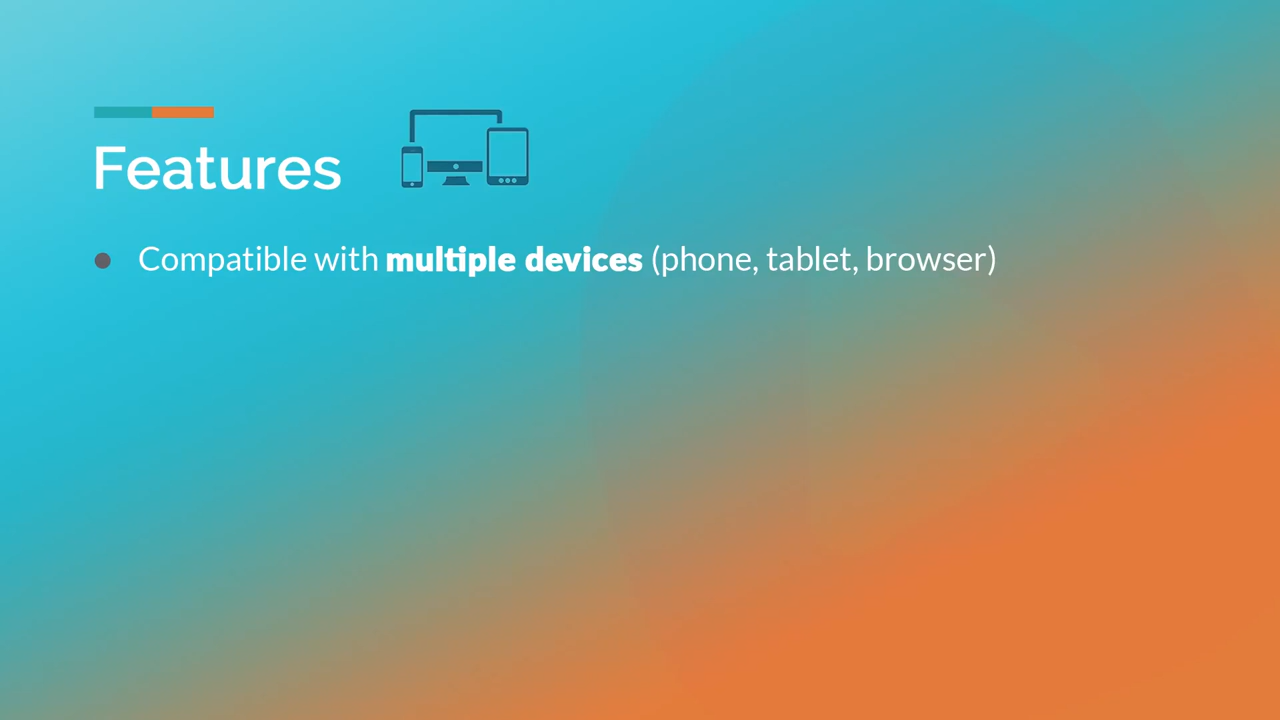 Features
● Compatible with multiple devices (phone, tablet, browser)